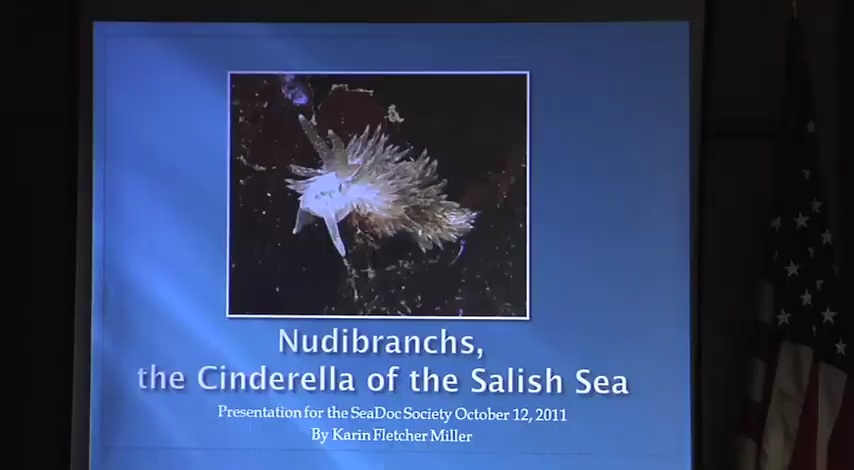 Nudibranchs,
the Cinderella of the Salish Sea
Presentation for the SeaDoc Society October 12, 2011
By Karin Fletcher Miller